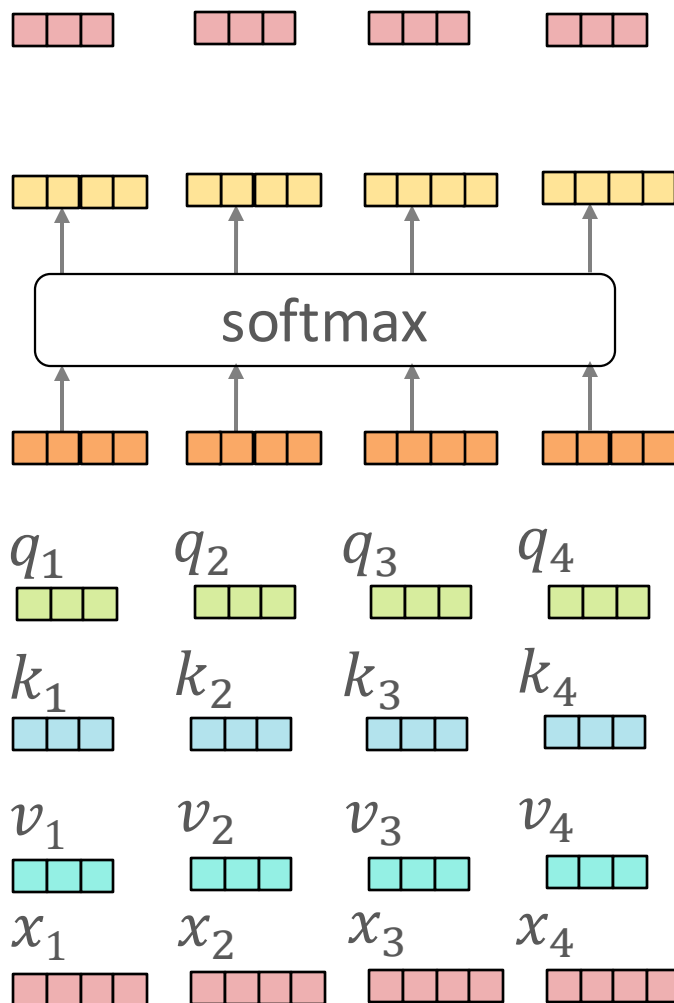 softmax
q₁ q₂ q₃ q₄
k₁ k₂ k₃ k₄
v₁ v₂ v₃ v₄
x₁ x₂ x₃ x₄